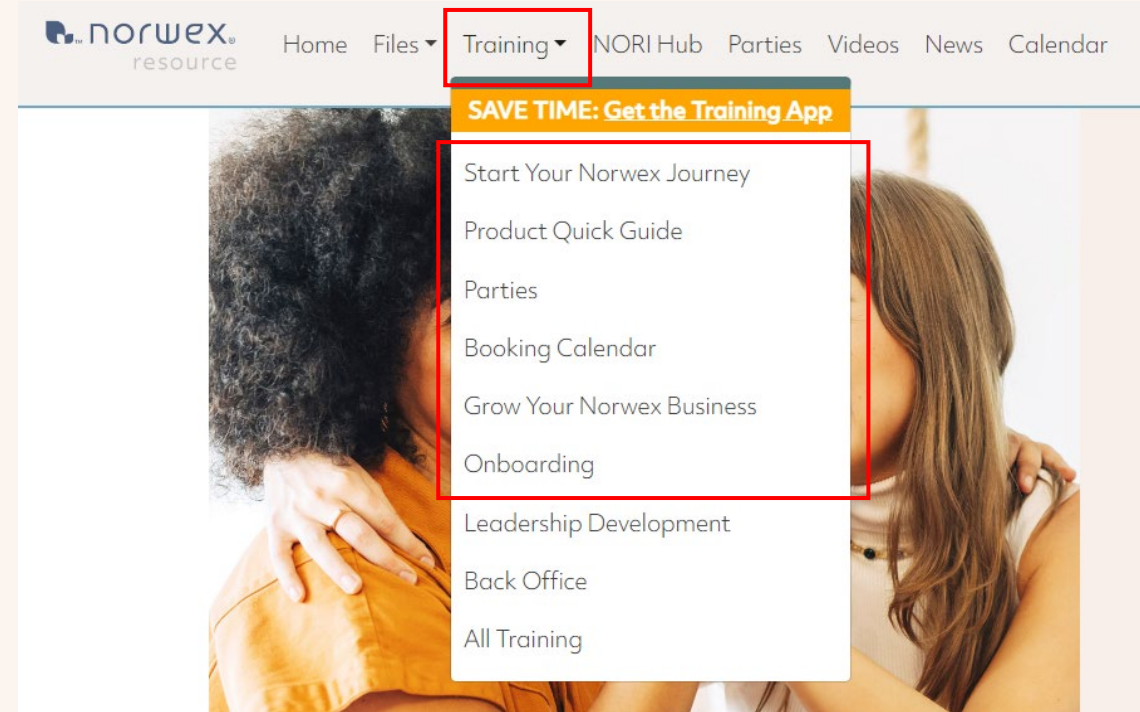 norwex
resource
Home Files Training NORI Hub Parties Videos News Calendar
SAVE TIME: Get the Training App
Start Your Norwex Journey
Product Quick Guide
Parties
Booking Calendar
Grow Your Norwex Business
Onboarding
Leadership Development
Back Office
All Training